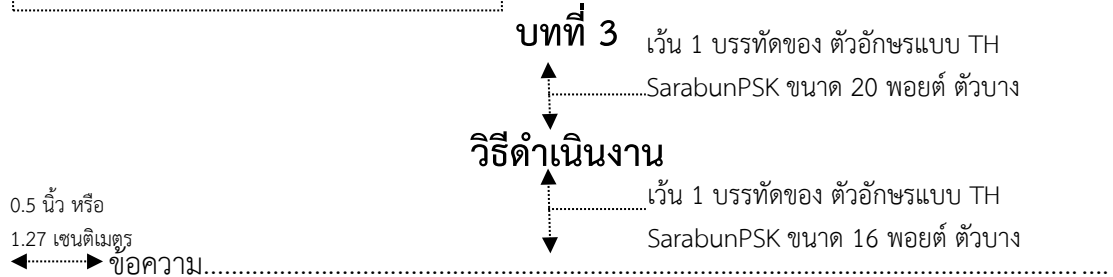 บทที่ 3
เว้น 1 บรรทัดของ ตัวอักษรแบบ TH
SarabunPSK ขนาด 20 พอยต์ ตัวบาง
วิธีดำเนินงาน
เว้น 1 บรรทัดของ ตัวอักษรแบบ TH
SarabunPSK ขนาด 16 พอยต์ ตัวบาง
0.5 นิ้ว หรือ
1.27 เซนติเมตร
ข้อความ....................................................................................................................................